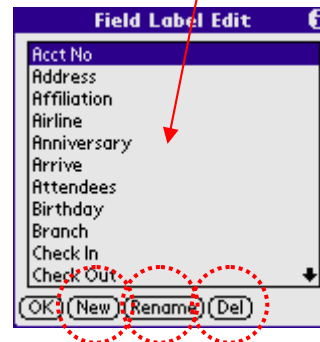 Field Label Edit
Acct No
Address
Affiliation
Airline
Anniversary
Arrive
Attendees
Birthday
Branch
Check In
Check Out
OK New Rename Del